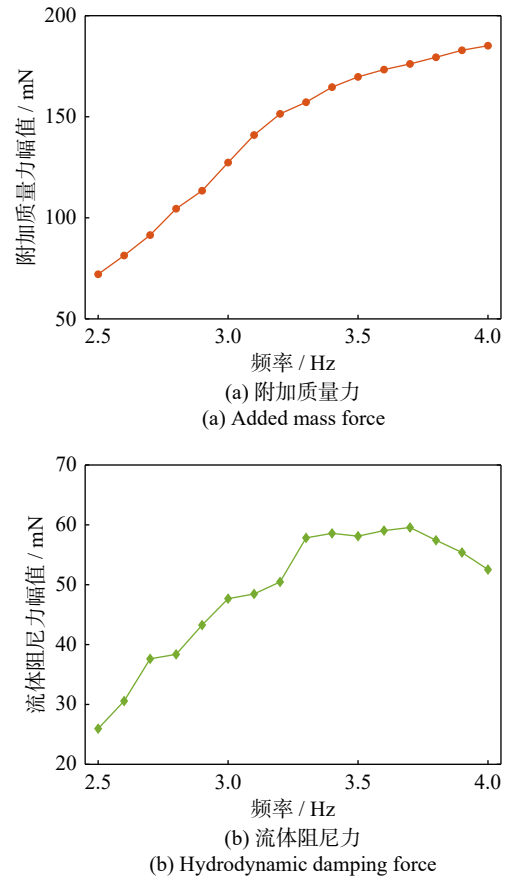 200
150
100
50
附加质量力幅值 / mN
2.5 3.0 3.5 4.0
频率 / Hz
(a) 附加质量力
(a) Added mass force
70
60
50
40
30
20
流体阻尼力幅值 / mN
2.5 3.0 3.5 4.0
频率 / Hz
(b) 流体阻尼力
(b) Hydrodynamic damping force